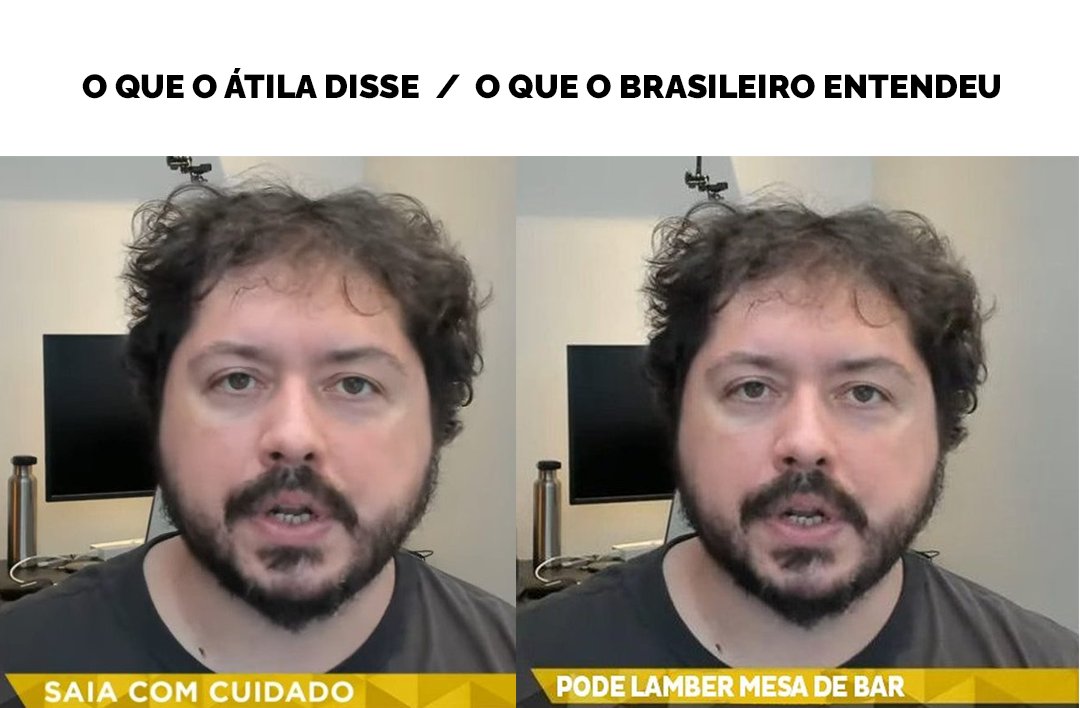 O QUE O ÁTILA DISSE / O QUE O BRASILEIRO ENTENDEU
SAIA COM CUIDADO
PODE LAMBER MESA DE BAR